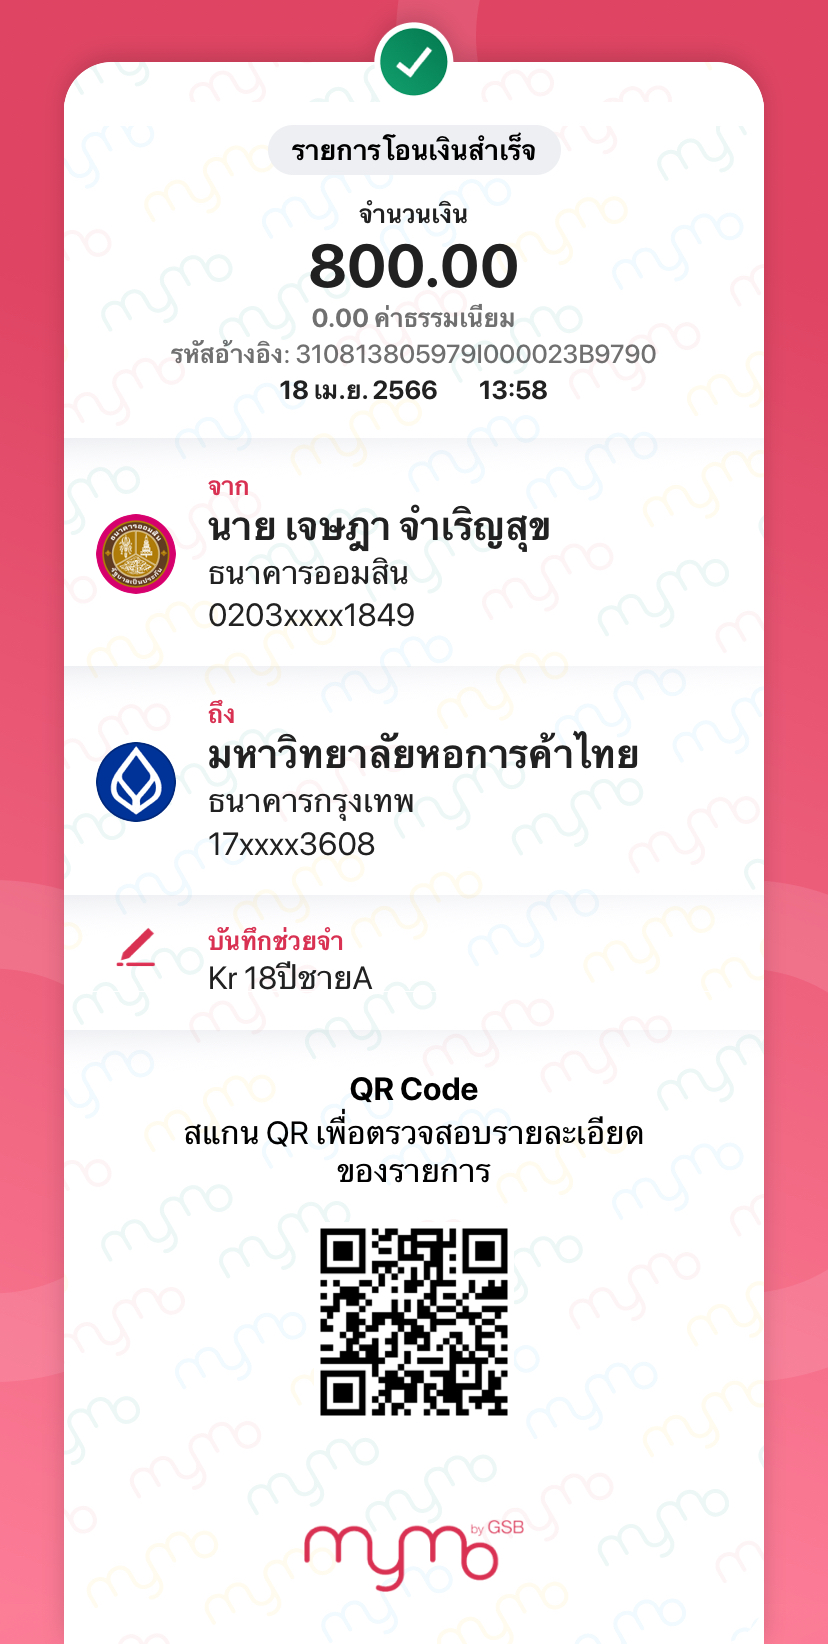 รายการโอนเงินสำเร็จ
จำนวนเงิน
800.00
0.00 ค่าธรรมเนียม
รหัสอ้างอิง: 310813805979I000023B9790
18 เม.ย. 2566 13:58
จาก
นาย เจษฎา จำเริญสุข
ธนาคารออมสิน
0203xxxx1849
ถึง
มหาวิทยาลัยหอการค้าไทย
ธนาคารกรุงเทพ
17xxxx3608
บันทึกช่วยจำ
Kr 18ปีชายA
QR Code
สแกน QR เพื่อตรวจสอบรายละเอียด
ของรายการ
mymo by GSB